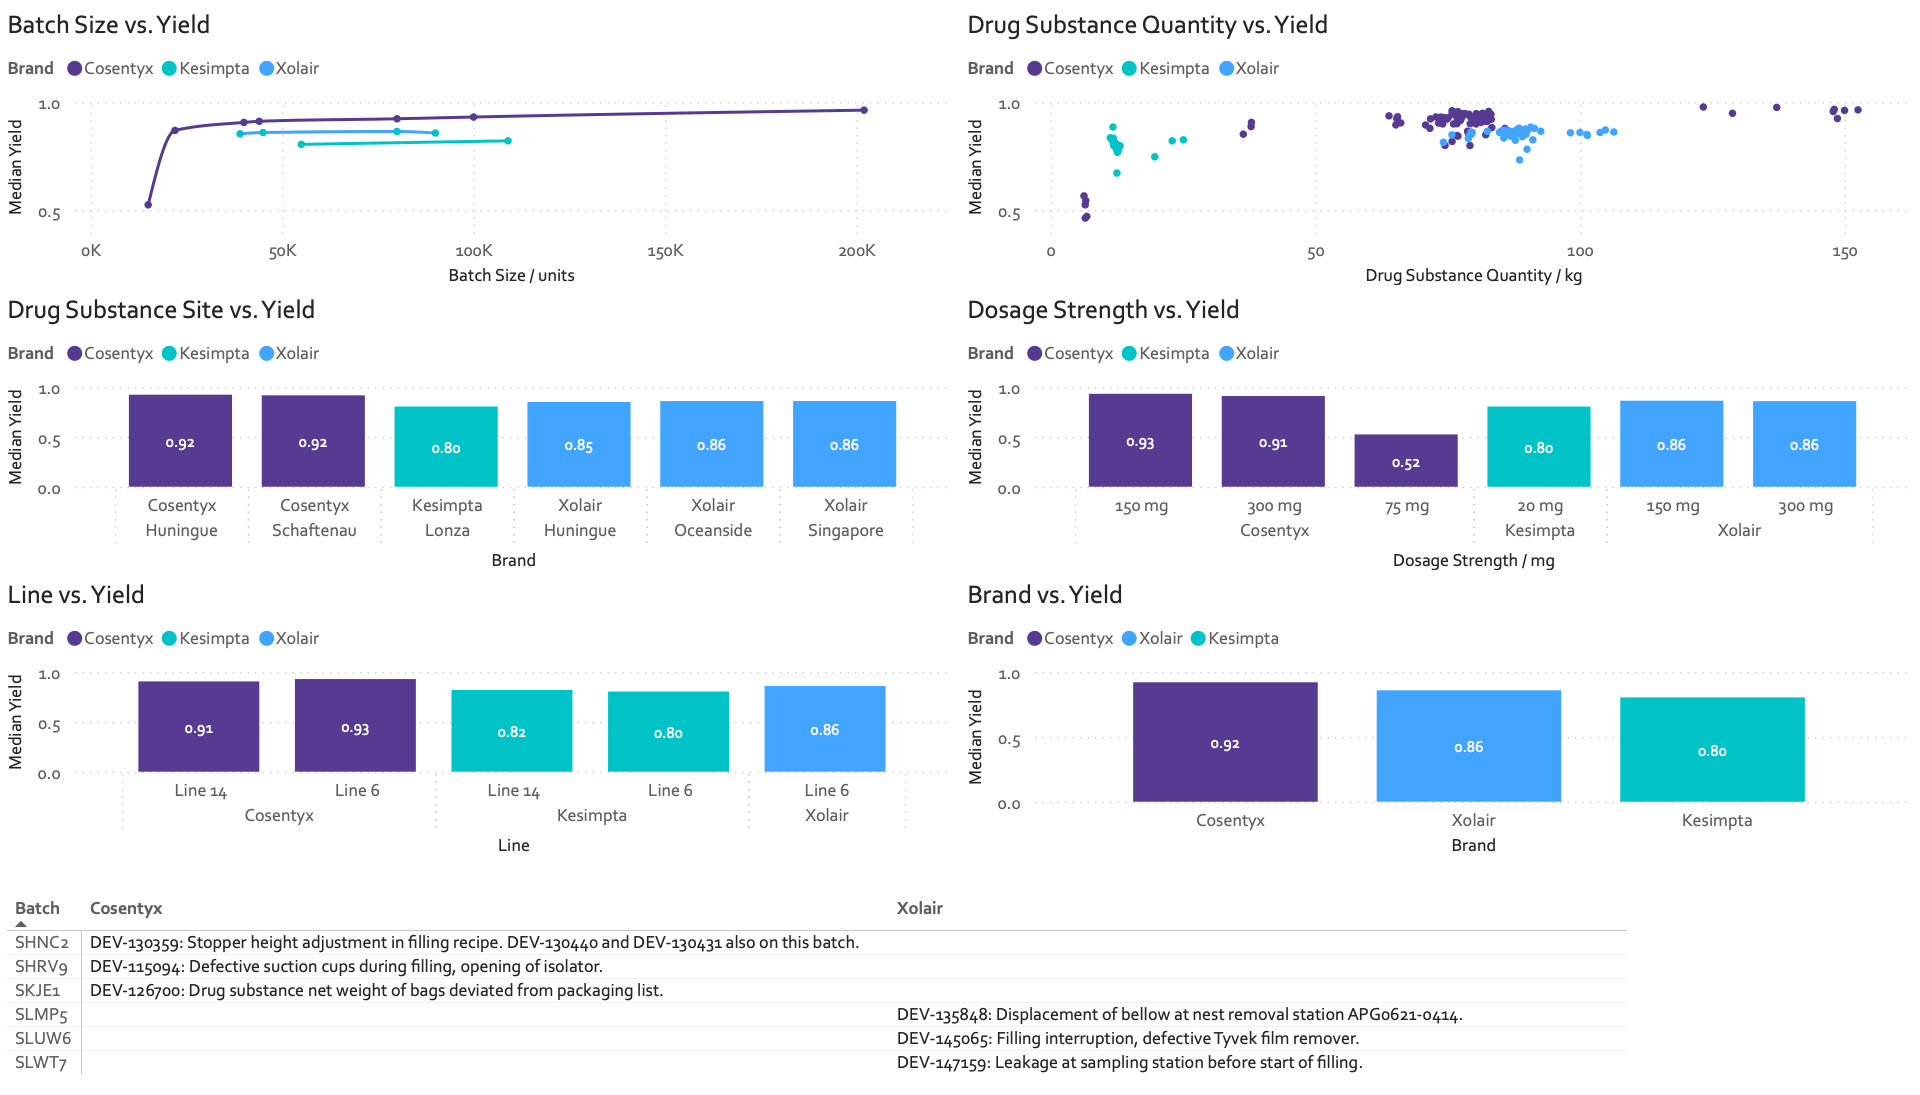 Batch Size vs. Yield
Brand Cosentyx Kesimpta Xolair
Median Yield
1.0
0.5
0K 50K 100K 150K 200K
Batch Size / units
Drug Substance Quantity vs. Yield
Brand Cosentyx Kesimpta Xolair
Median Yield
1.0
0.5
0 50 100 150
Drug Substance Quantity / kg
Drug Substance Site vs. Yield
Brand Cosentyx Kesimpta Xolair
Median Yield
1.0
0.5
0.0
0.92 0.92 0.80 0.85 0.86 0.86
Cosentyx Cosentyx Kesimpta Xolair Xolair Xolair
Huningue Schaftenau Lonza Huningue Oceanside Singapore
Brand
Dosage Strength vs. Yield
Brand Cosentyx Kesimpta Xolair
Median Yield
1.0
0.5
0.0
0.93 0.91 0.52 0.80 0.86 0.86
150 mg 300 mg 75 mg 20 mg 150 mg 300 mg
Cosentyx Kesimpta Xolair
Dosage Strength / mg
Line vs. Yield
Brand Cosentyx Kesimpta Xolair
Median Yield
1.0
0.5
0.0
0.91 0.93 0.82 0.80 0.86
Line 14 Line 6 Line 14 Line 6 Line 6
Cosentyx Kesimpta Xolair
Line
Brand vs. Yield
Brand Cosentyx Xolair Kesimpta
Median Yield
1.0
0.5
0.0
0.92 0.86 0.80
Cosentyx Xolair Kesimpta
Brand
Batch Cosentyx Xolair
SHNC2 DEV-130359: Stopper height adjustment in filling recipe. DEV-130440 and DEV-130431 also on this batch.
SHRV9 DEV-115094: Defective suction cups during filling, opening of isolator.
SKJE1 DEV-126700: Drug substance net weight of bags deviated from packaging list.
SLMP5 DEV-135848: Displacement of bellow at nest removal station APG0621-0414.
SLUW6 DEV-145065: Filling interruption, defective Tyvek film remover.
SLWT7 DEV-147159: Leakage at sampling station before start of filling.